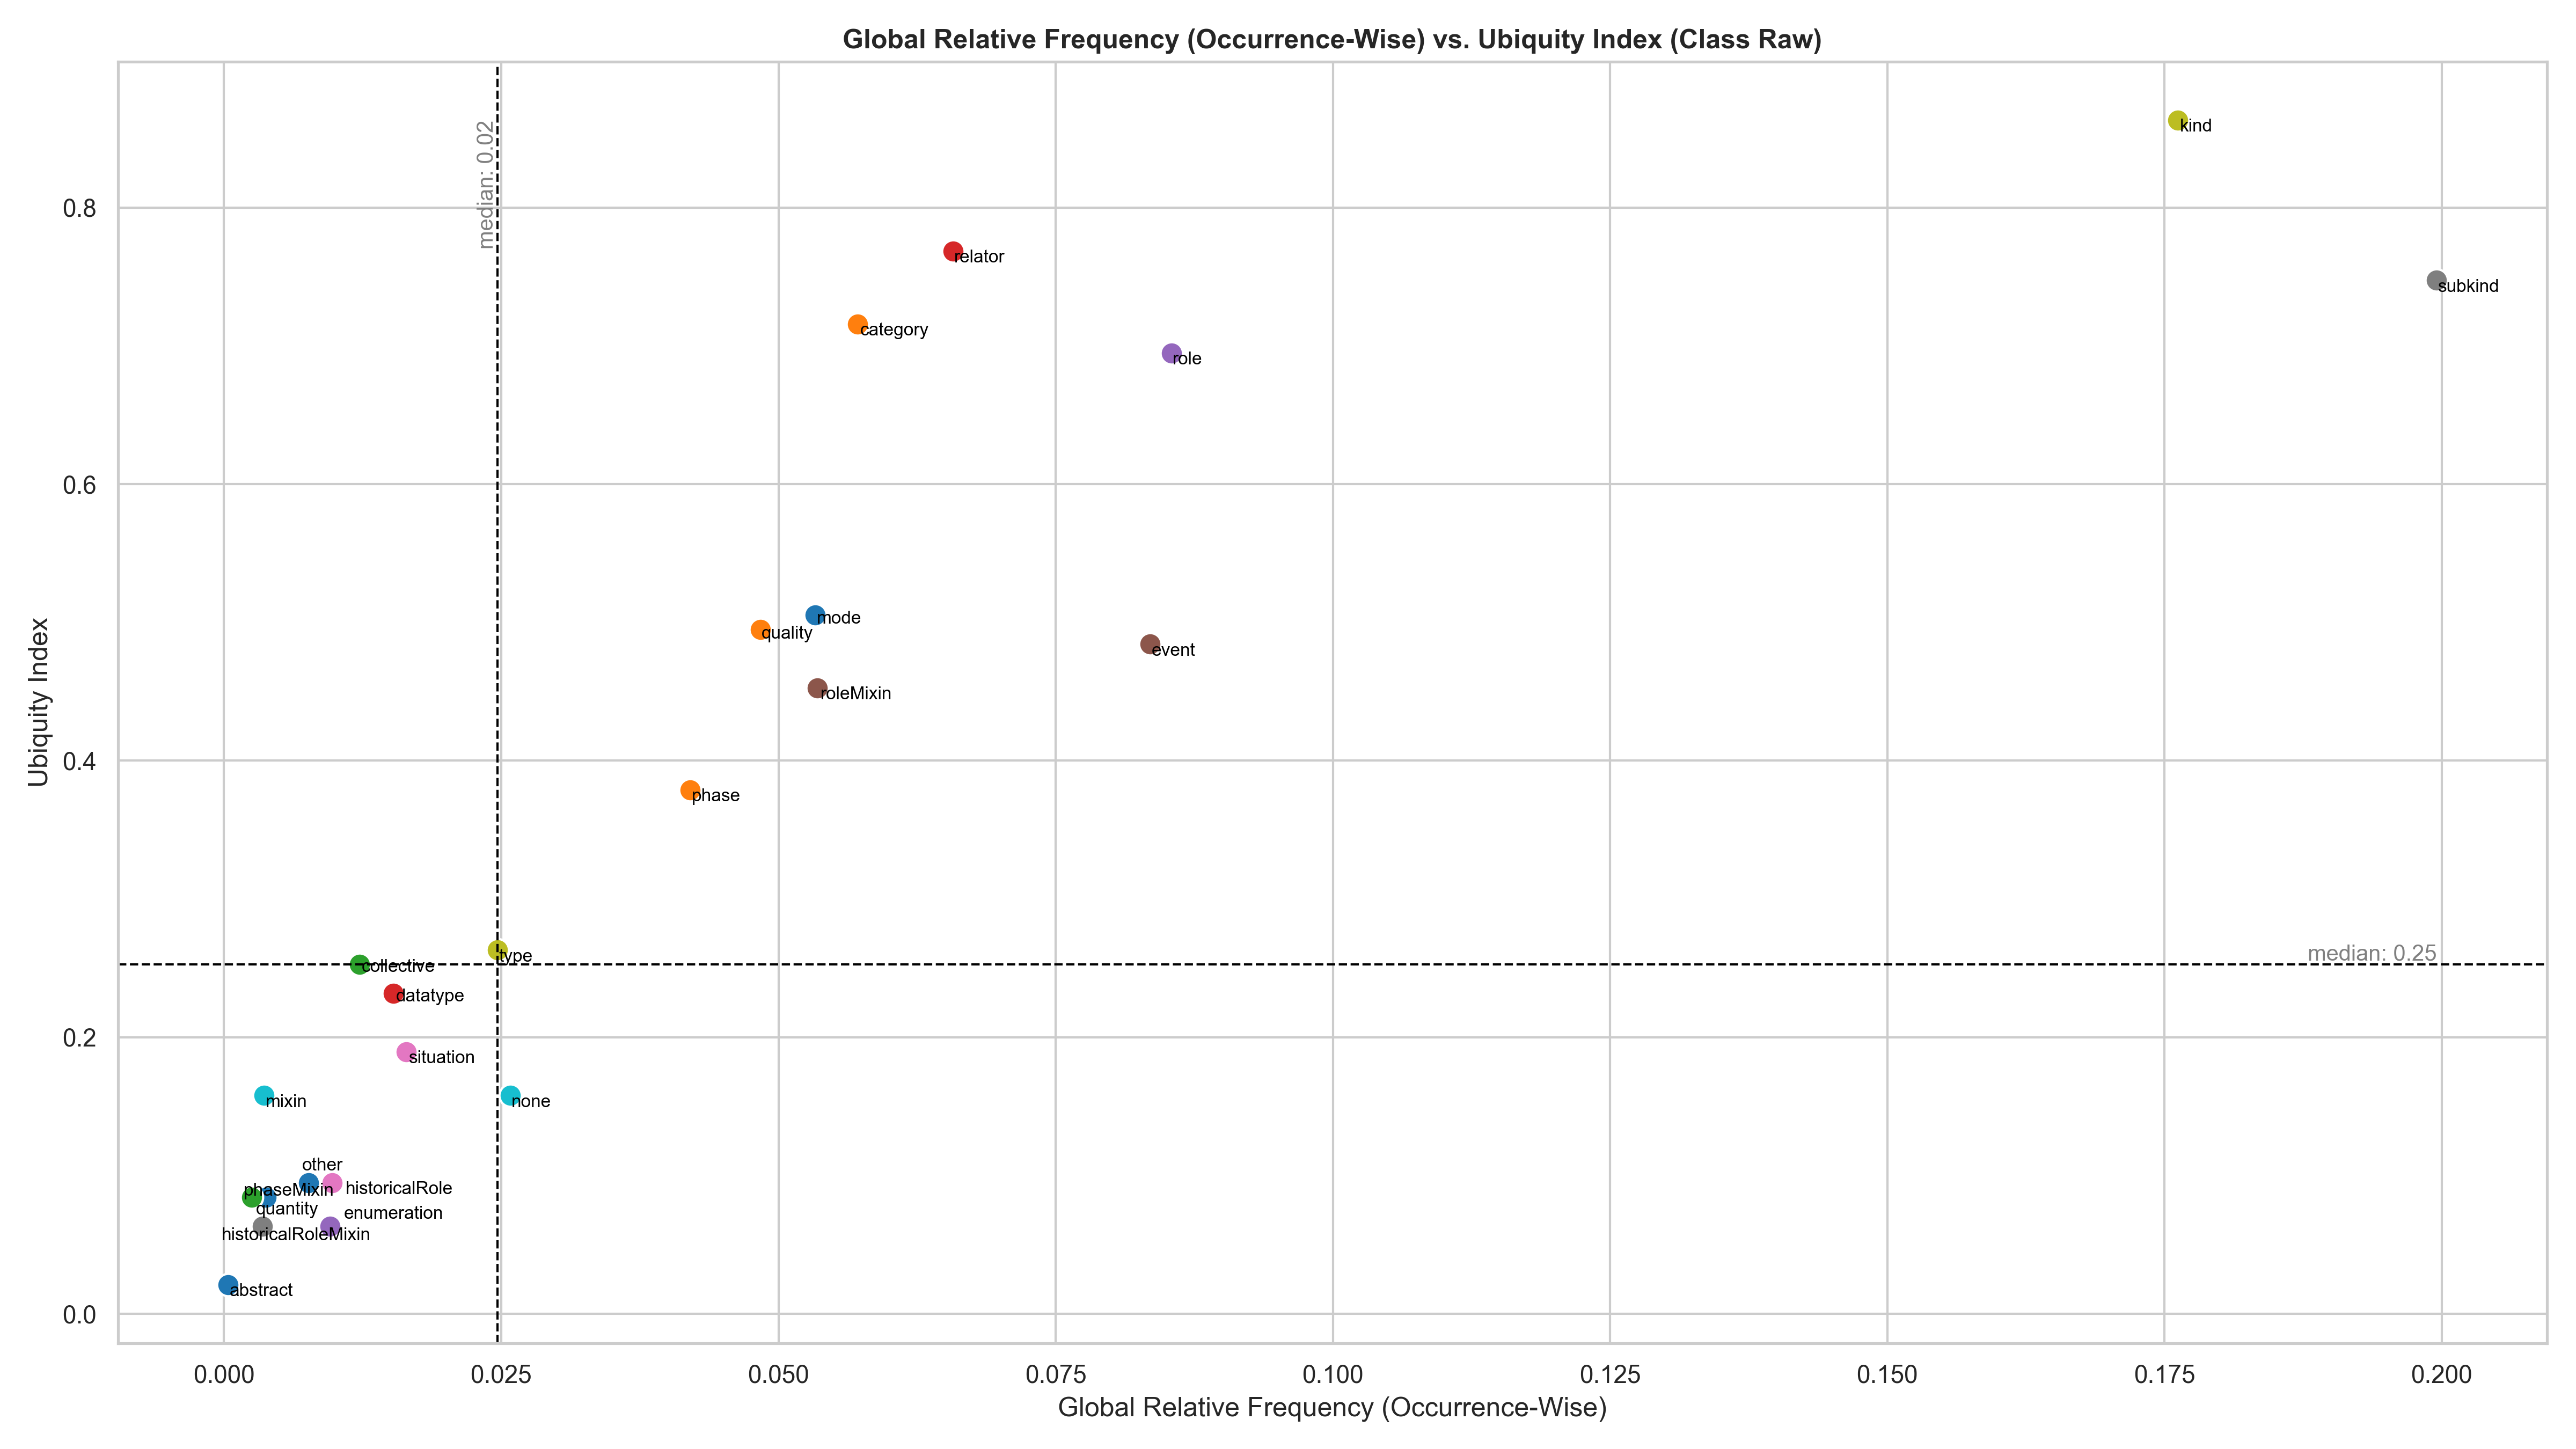 Global Relative Frequency (Occurrence-Wise) vs. Ubiquity Index (Class Raw)
median: 0.02
kind
0.8
relator
subkind
category
role
0.6
mode
quality
event
roleMixin
Ubiquity Index
0.4
phase
type
median: 0.25
collective
datatype
0.2
situation
mixin
none
other
phaseMixin
historicalRole
quantity
enumeration
historicalRoleMixin
abstract
0.0
0.000
0.025
0.050
0.075
0.100
0.125
0.150
0.175
0.200
Global Relative Frequency (Occurrence-Wise)